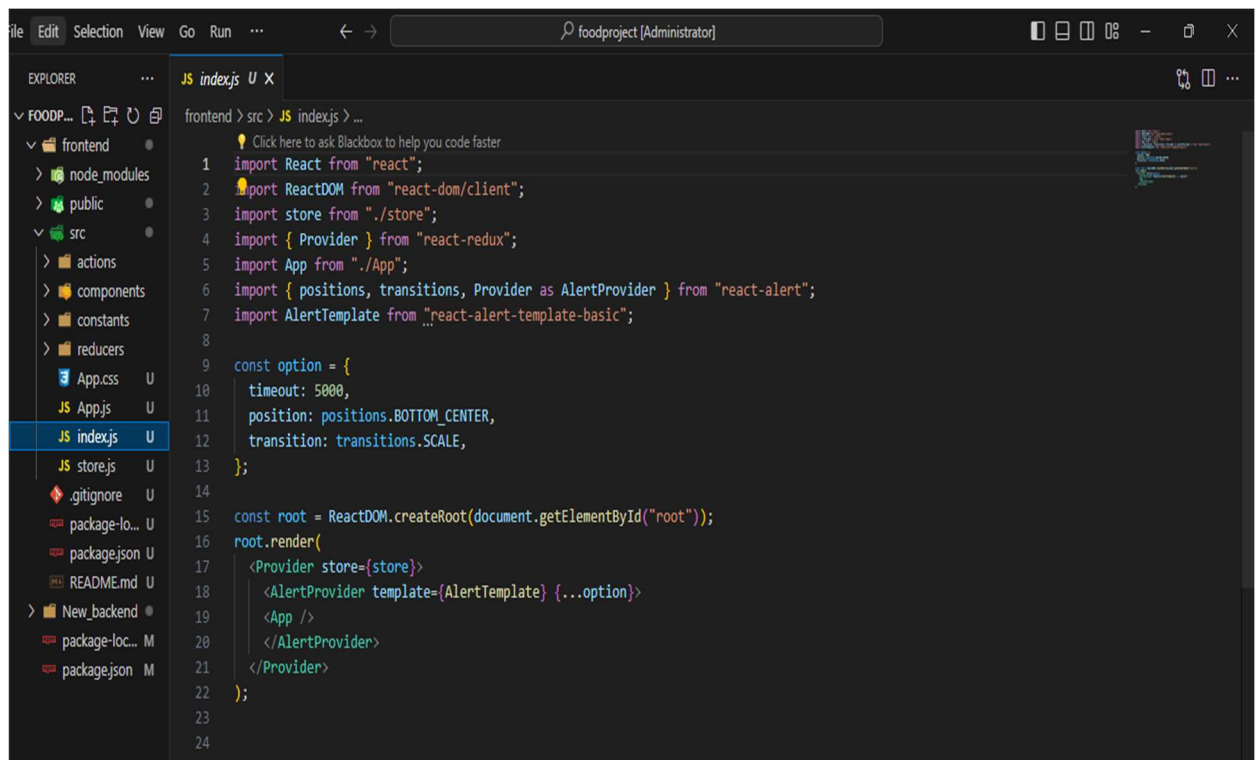 ile Edit Selection View Go Run ··· foodproject [Administrator]
EXPLORER ···
FOODP...
frontend
node_modules
public
src
actions
components
constants
reducers
App.css U
JS App.js U
JS index.js U
JS store.js U
.gitignore U
package-lo... U
package.json U
README.md U
New_backend
package-loc... M
package.json M
JS index.js U
frontend > src > JS index.js > ...
Click here to ask Blackbox to help you code faster
1 import React from "react";
2 import ReactDOM from "react-dom/client";
3 import store from "./store";
4 import { Provider } from "react-redux";
5 import App from "./App";
6 import { positions, transitions, Provider as AlertProvider } from "react-alert";
7 import AlertTemplate from "react-alert-template-basic";
8
9 const option = {
10 timeout: 5000,
11 position: positions.BOTTOM_CENTER,
12 transition: transitions.SCALE,
13 };
14
15 const root = ReactDOM.createRoot(document.getElementById("root"));
16 root.render(
17 <Provider store={store}>
18 <AlertProvider template={AlertTemplate} {...option}>
19 <App />
20 </AlertProvider>
21 </Provider>
22 );
23
24